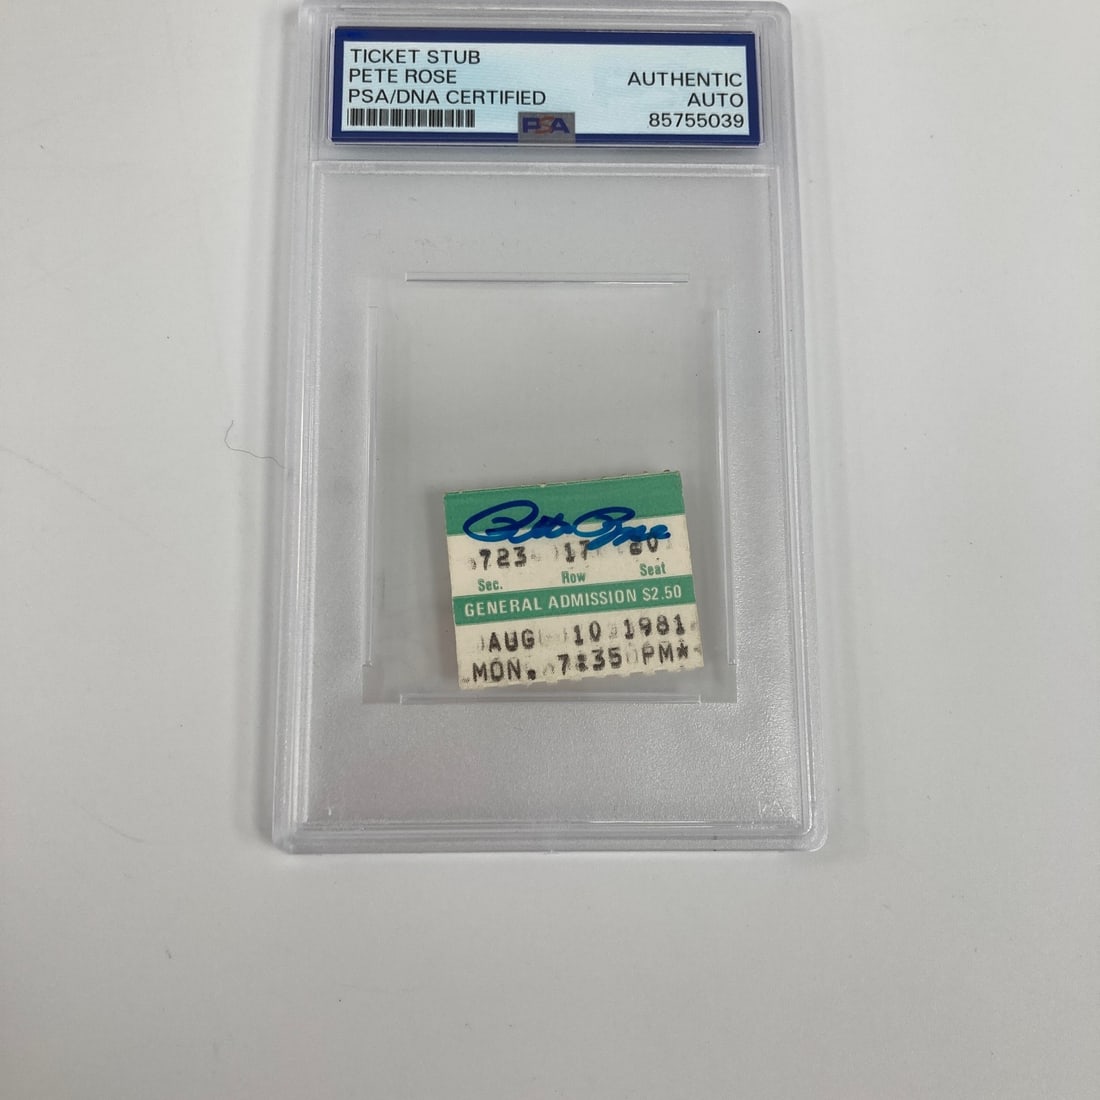 TICKET STUB
PETE ROSE
PSA/DNA CERTIFIED
AUTHENTIC
AUTO
85755039
PSA
Pete Rose
723 17 20
Sec. Row Seat
GENERAL ADMISSION $2.50
AUG 10 1981
MON. 7:35 PM*